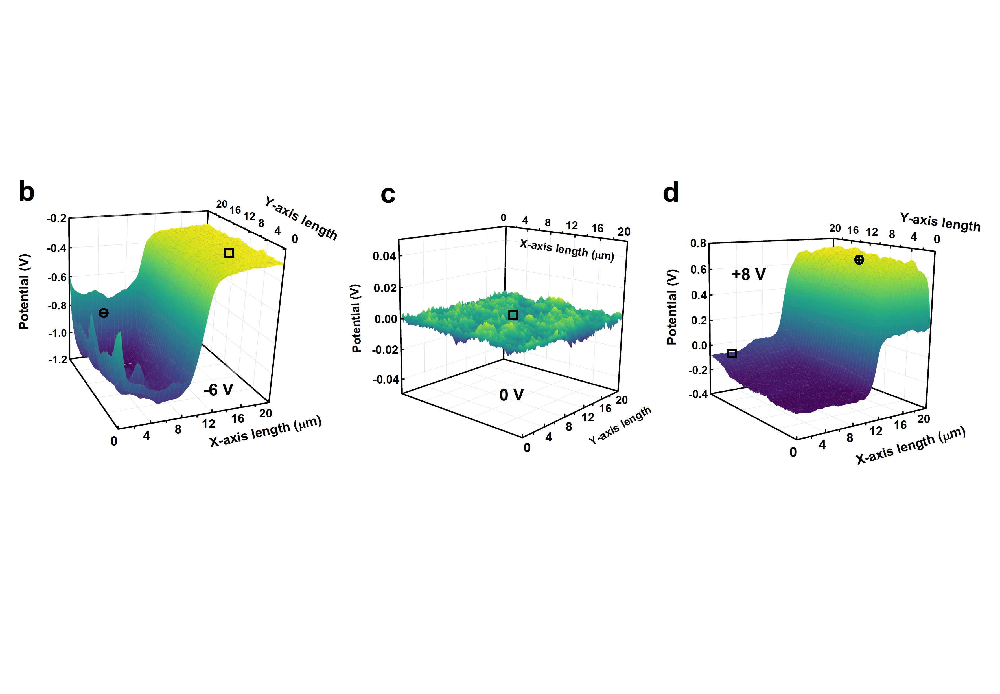 b
-0.2
-0.4
-0.6
-0.8
-1.0
-1.2
Potential (V)
20 16 12 8 4 0
Y-axis length
-6 V
0 4 8 12 16 20
X-axis length (μm)
c
0 4 8 12 16 20
X-axis length (μm)
0.04
0.02
0.00
-0.02
-0.04
Potential (V)
0 V
0 4 8 12 16 20
Y-axis length
d
0.8
0.6
0.4
0.2
0.0
-0.2
-0.4
Potential (V)
20 16 12 8 4 0
Y-axis length
+8 V
0 4 8 12 16 20
X-axis length (μm)